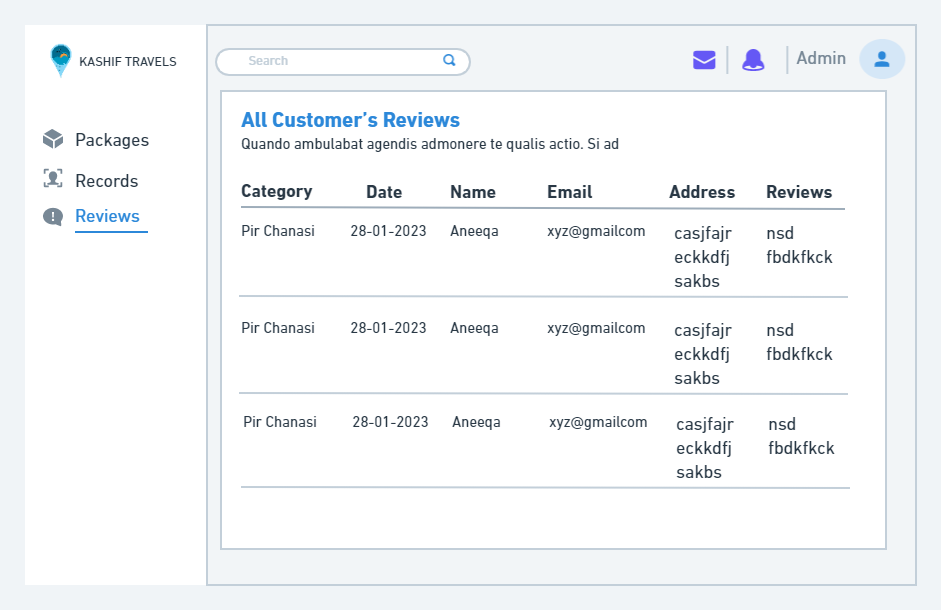 KASHIF TRAVELS
Search
Admin
Packages
Records
Reviews
All Customer's Reviews
Quando ambulabat agendis admonere te qualis actio. Si ad
Category Date Name Email Address Reviews
Pir Chanasi 28-01-2023 Aneeqa xyz@gmailcom casjfajr nsd
eckkdfj fbdkfkck
sakbs
Pir Chanasi 28-01-2023 Aneeqa xyz@gmailcom casjfajr nsd
eckkdfj fbdkfkck
sakbs
Pir Chanasi 28-01-2023 Aneeqa xyz@gmailcom casjfajr nsd
eckkdfj fbdkfkck
sakbs